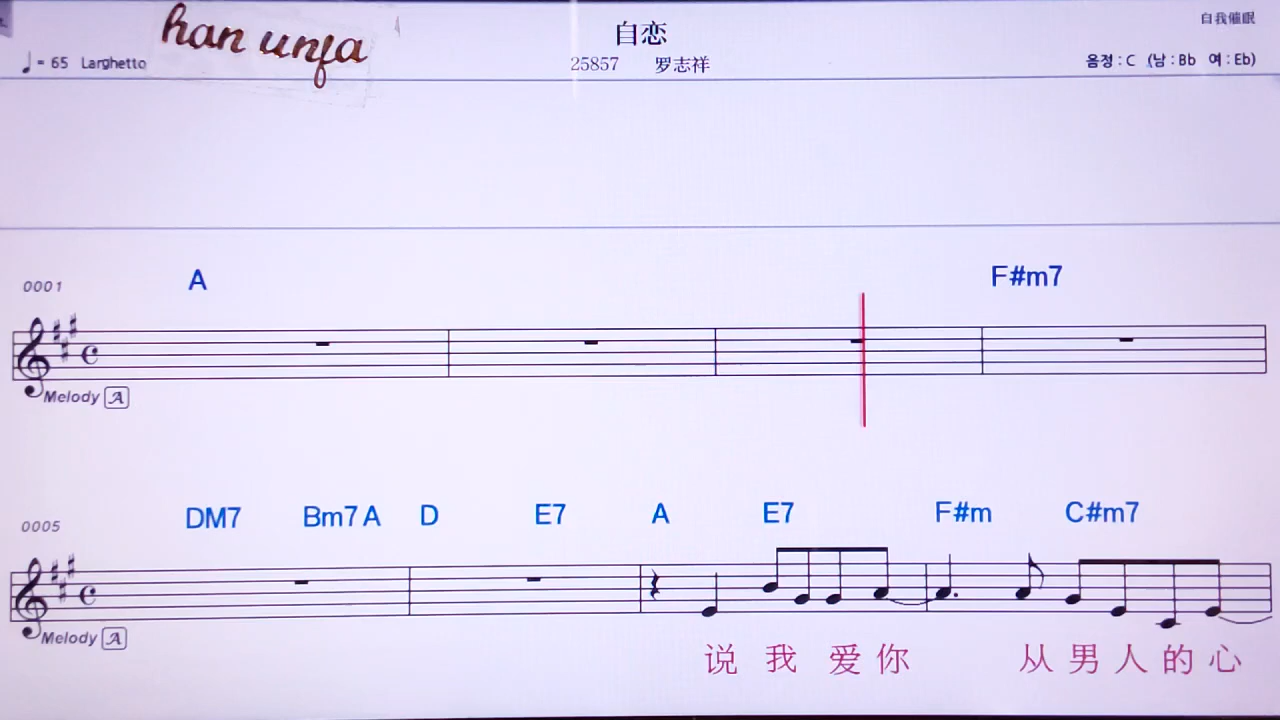 han unfa
自恋
自我催眠
♩= 65 Larghetto
25857 罗志祥
음정 : C (남 : Bb 여 : Eb)
0001
A F#m7
Melody A
0005
DM7 Bm7 A D E7 A E7 F#m C#m7
Melody A
说 我 爱 你 从 男 人 的 心